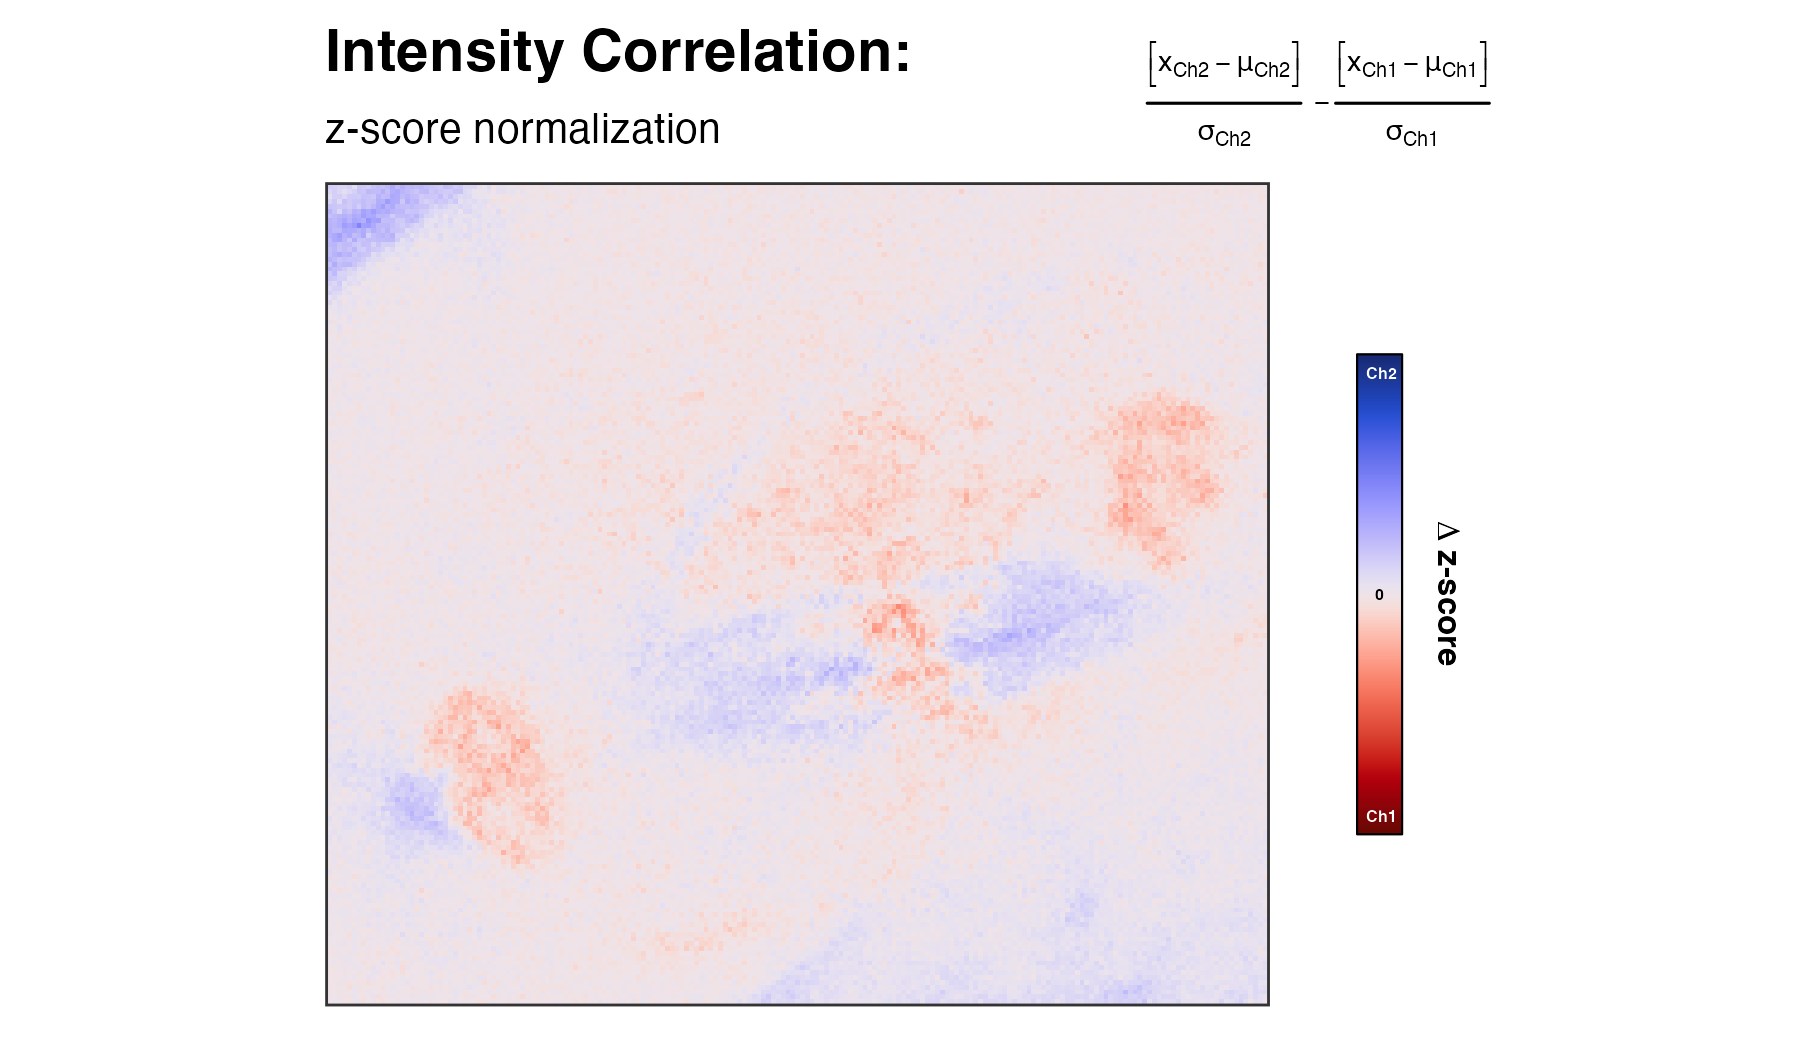 Intensity Correlation:
z-score normalization
[xCh2 – μCh2] – [xCh1 – μCh1]
σCh2 σCh1
Ch2
0
Ch1
Δ z-score